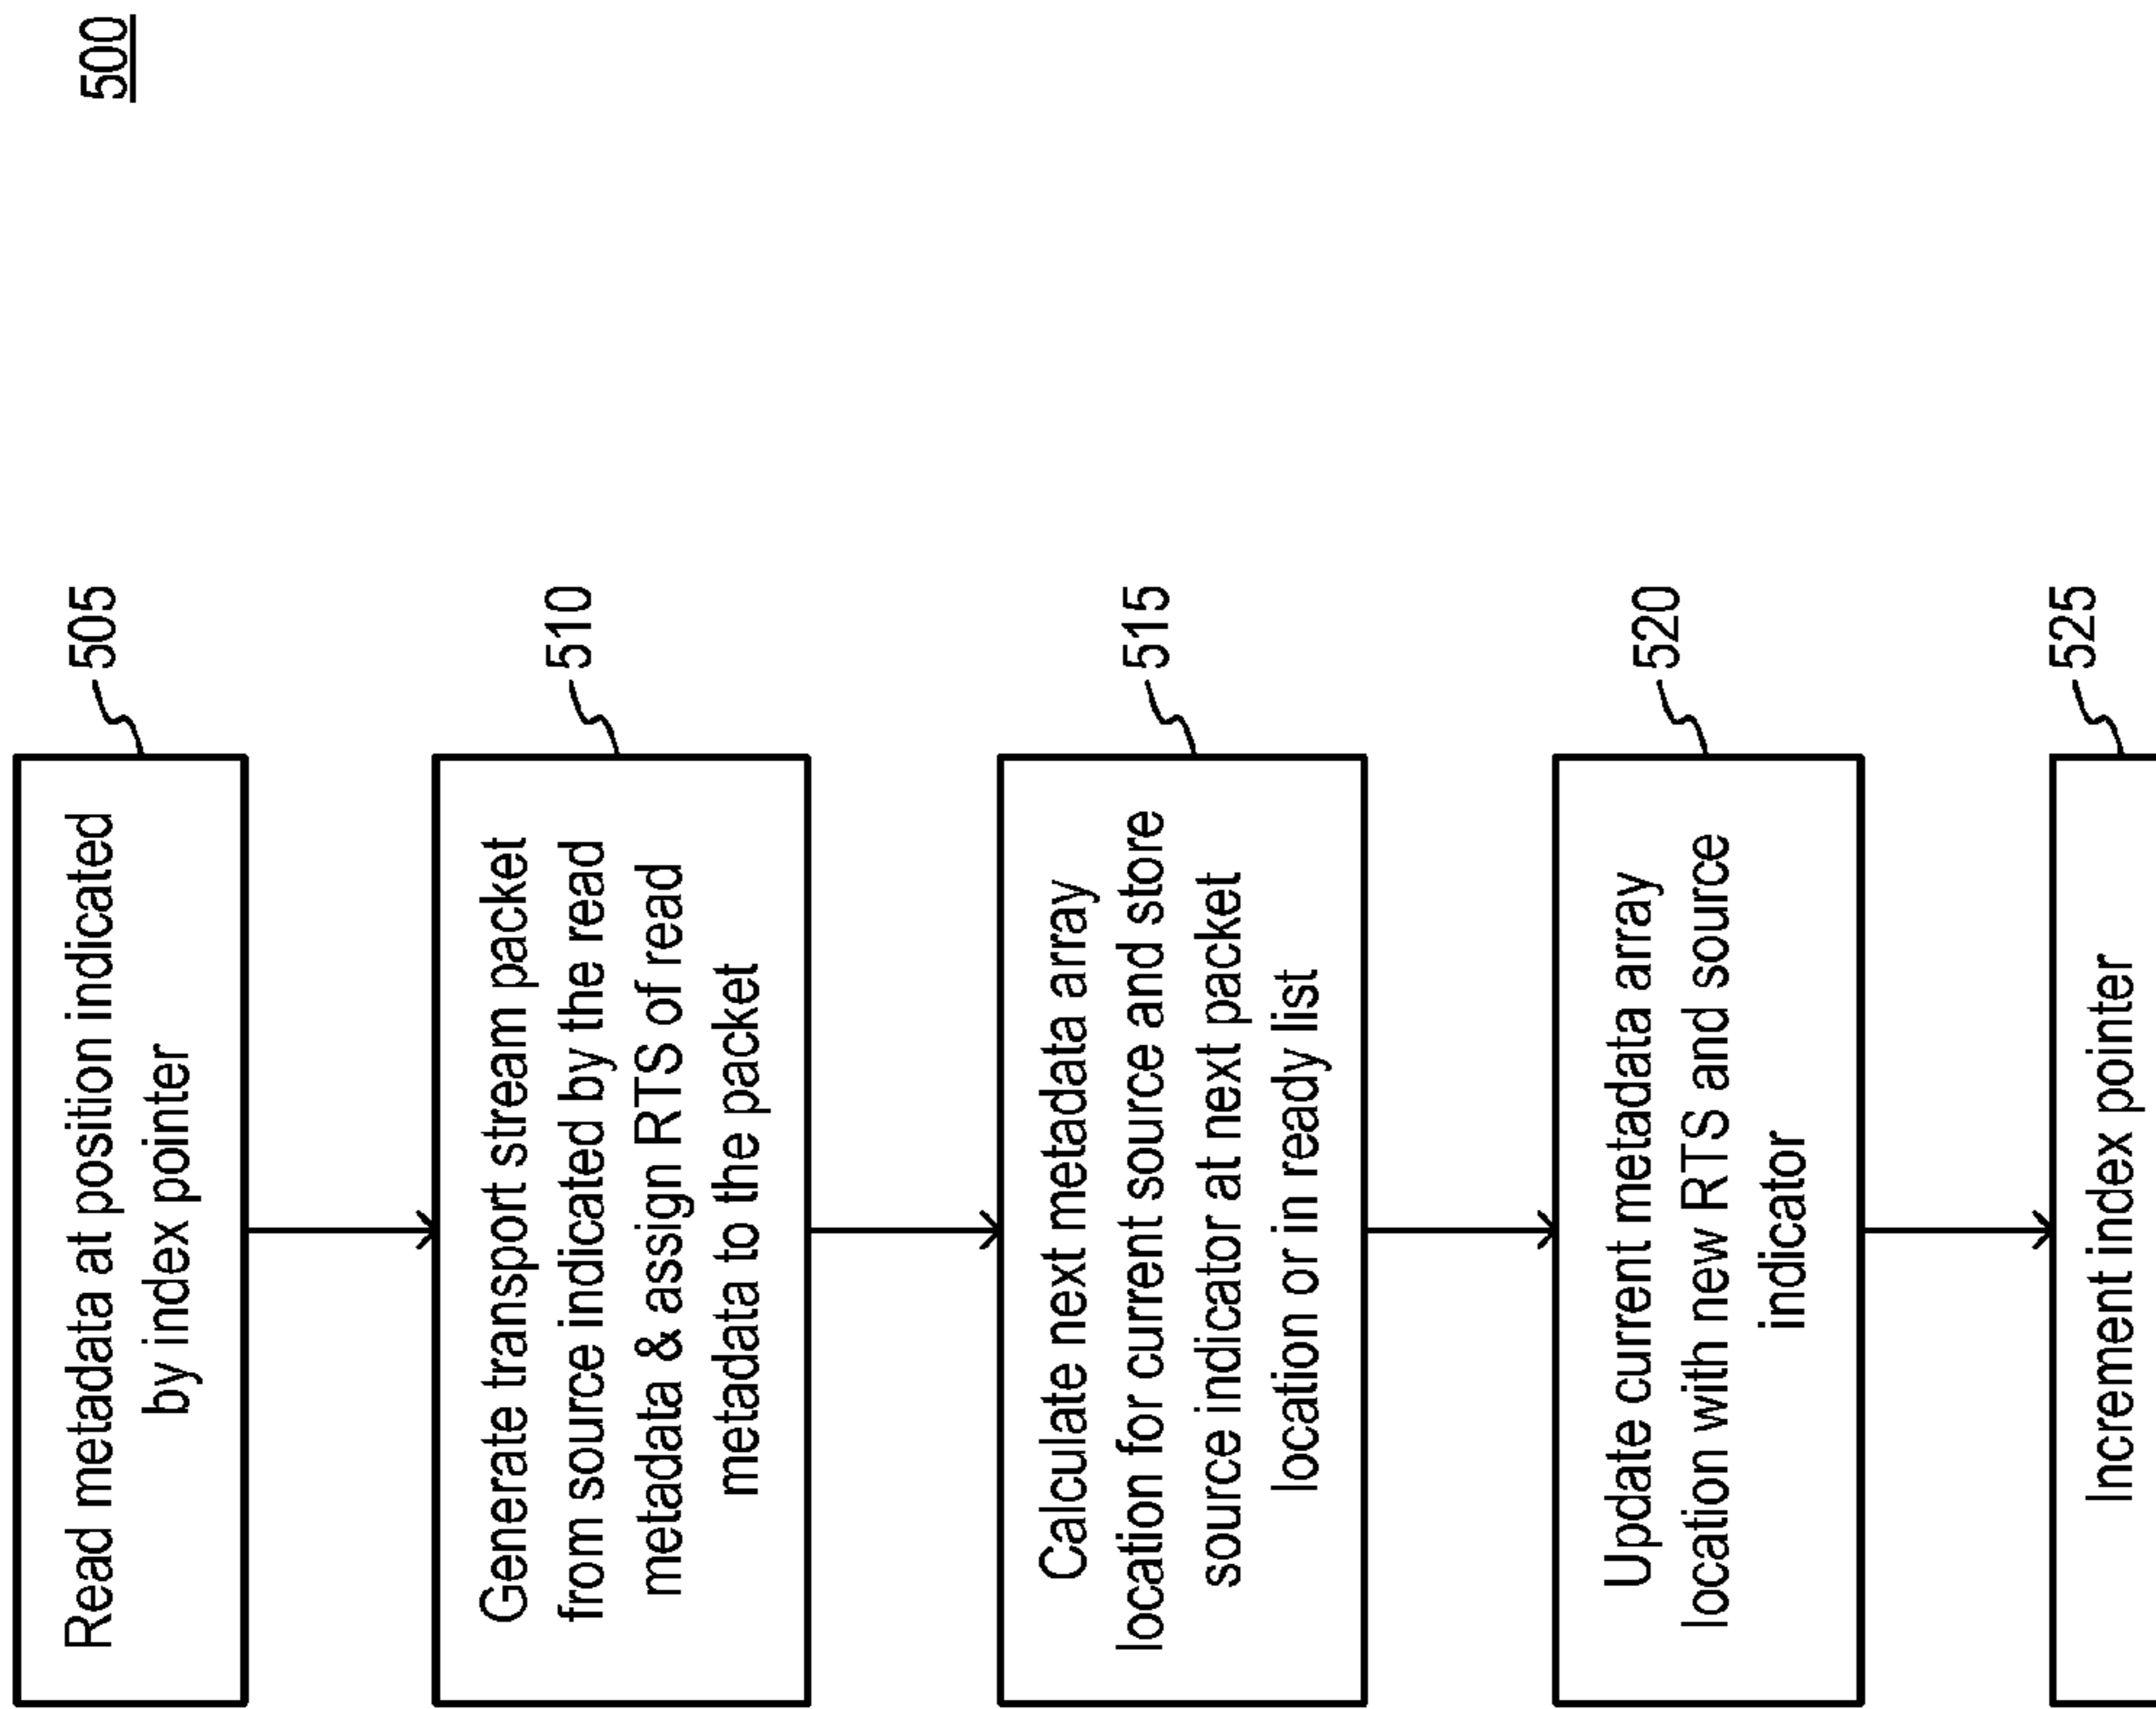 500
Read metadata at position indicated
by index pointer
505
Generate transport stream packet
from source indicated by the read
metadata & assign RTS of read
metadata to the packet
510
Calculate next metadata array
location for current source and store
source indicator at next packet
location or in ready list
515
Update current metadata array
location with new RTS and source
indicator
520
Increment index pointer
525